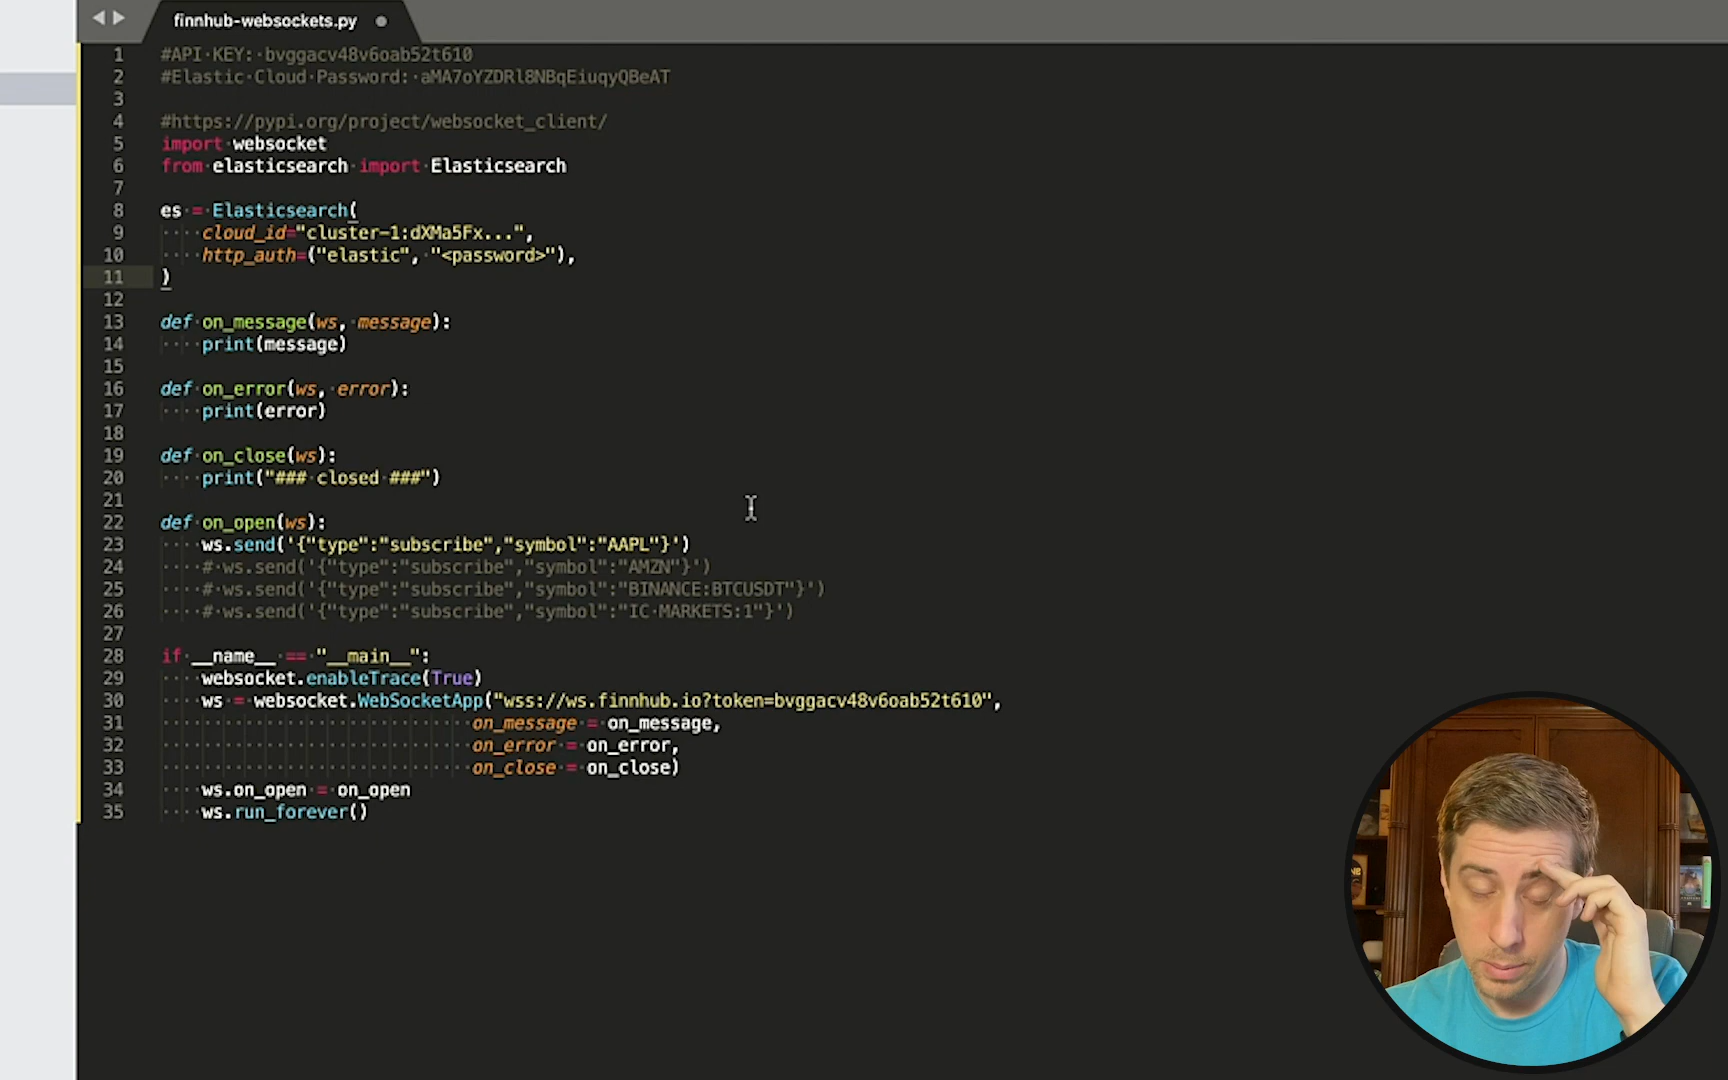 finnhub-websockets.py
1 #API KEY: bvggacv48v6oab52t610
2 #Elastic Cloud Password: aMA7oYZDRl8NBqEiuqyQBeAT
3
4 #https://pypi.org/project/websocket_client/
5 import websocket
6 from elasticsearch import Elasticsearch
7
8 es = Elasticsearch(
9     cloud_id="cluster-1:dXMa5Fx...",
10     http_auth=("elastic", "<password>"),
11 )
12
13 def on_message(ws, message):
14     print(message)
15
16 def on_error(ws, error):
17     print(error)
18
19 def on_close(ws):
20     print("### closed ###")
21
22 def on_open(ws):
23     ws.send('{"type":"subscribe","symbol":"AAPL"}')
24     # ws.send('{"type":"subscribe","symbol":"AMZN"}')
25     # ws.send('{"type":"subscribe","symbol":"BINANCE:BTCUSDT"}')
26     # ws.send('{"type":"subscribe","symbol":"IC MARKETS:1"}')
27
28 if __name__ == "__main__":
29     websocket.enableTrace(True)
30     ws = websocket.WebSocketApp("wss://ws.finnhub.io?token=bvggacv48v6oab52t610",
31                               on_message = on_message,
32                               on_error = on_error,
33                               on_close = on_close)
34     ws.on_open = on_open
35     ws.run_forever()